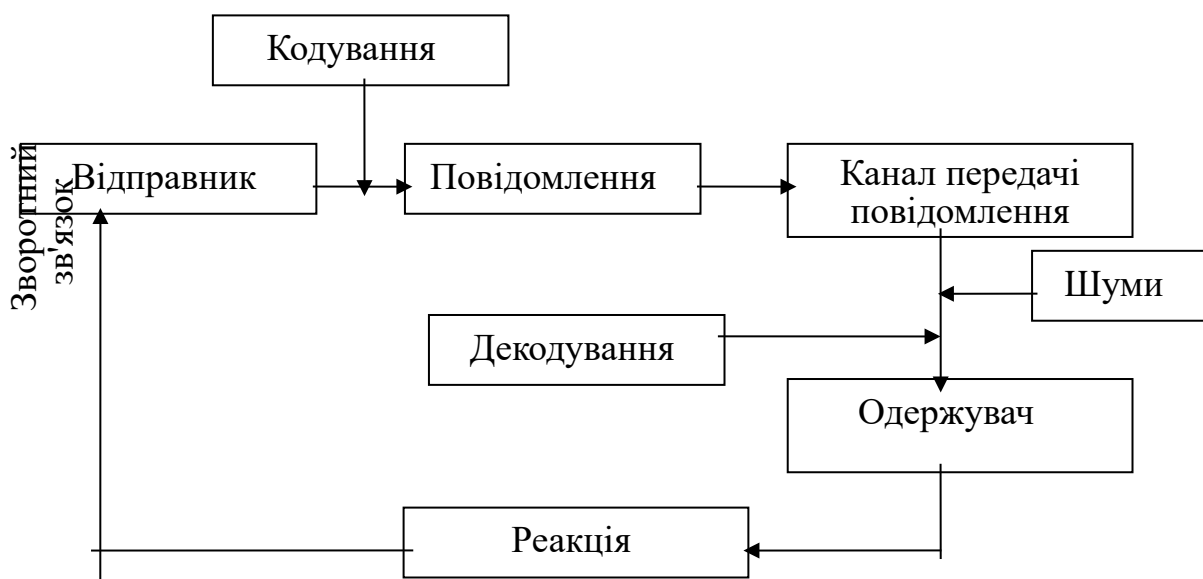 Кодування
Відправник
Повідомлення
Канал передачі
повідомлення
Зворотний
зв'язок
Шуми
Декодування
Одержувач
Реакція